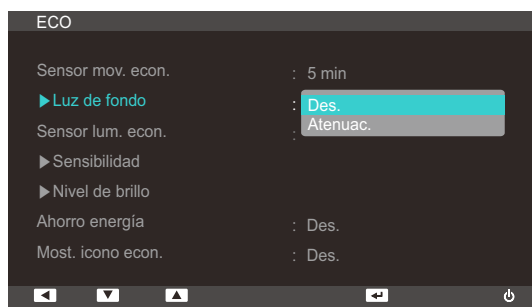 ECO
Sensor mov. econ. : 5 min
▶Luz de fondo : Des.
Atenuac.
Sensor lum. econ. :
▶Sensibilidad
▶Nivel de brillo
Ahorro energía : Des.
Most. icono econ. : Des.